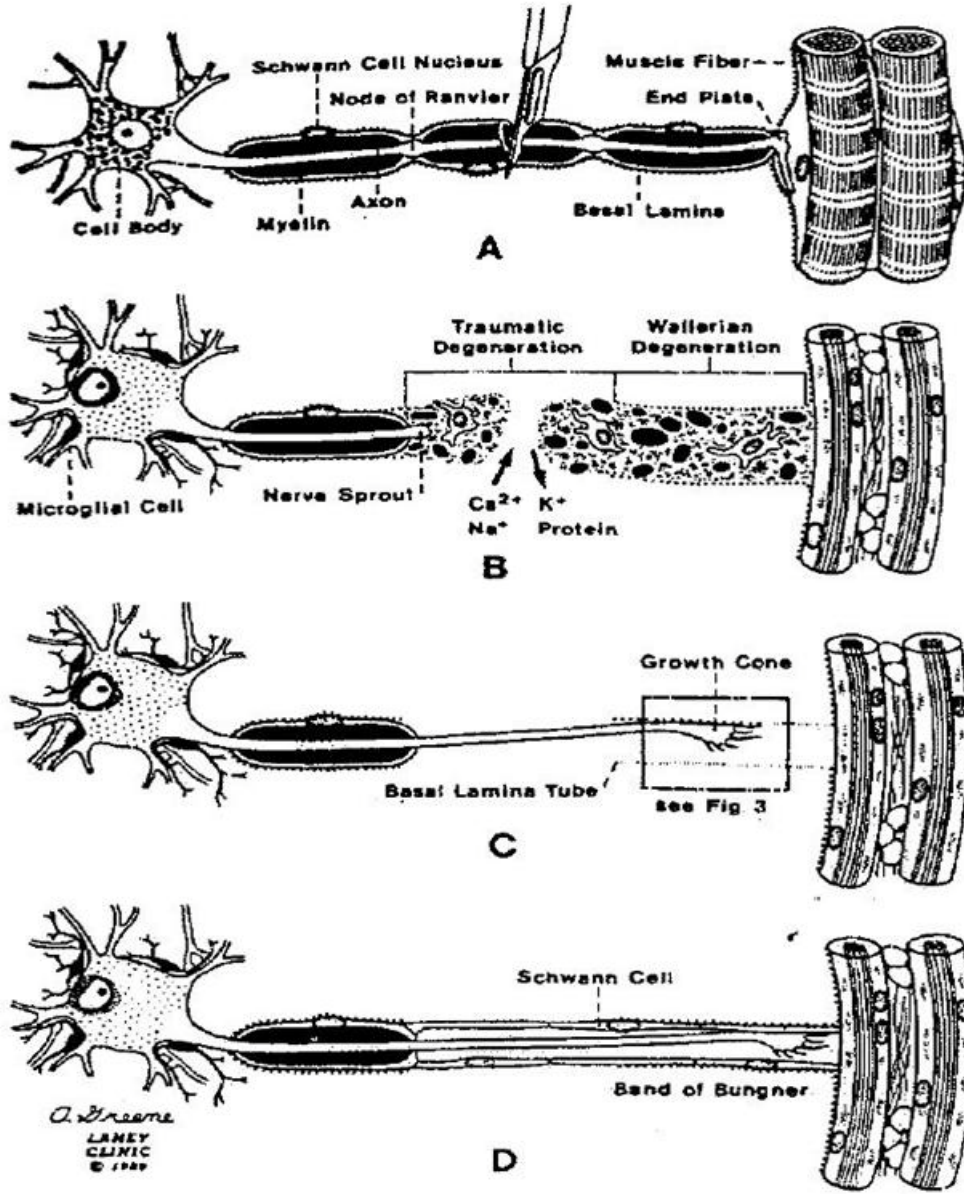 Schwann Cell Nucleus
Node of Ranvier
Muscle Fiber
End Plate
Cell Body
Myelin
Axon
Basal Lamina
A
Traumatic
Degeneration
Wallerian
Degeneration
Microglial Cell
Nerve Sprout
Ca2+ K+
Na+ Protein
B
Growth Cone
Basal Lamina Tube
see Fig 3
C
Schwann Cell
Band of Bungner
LAHEY
CLINIC
D